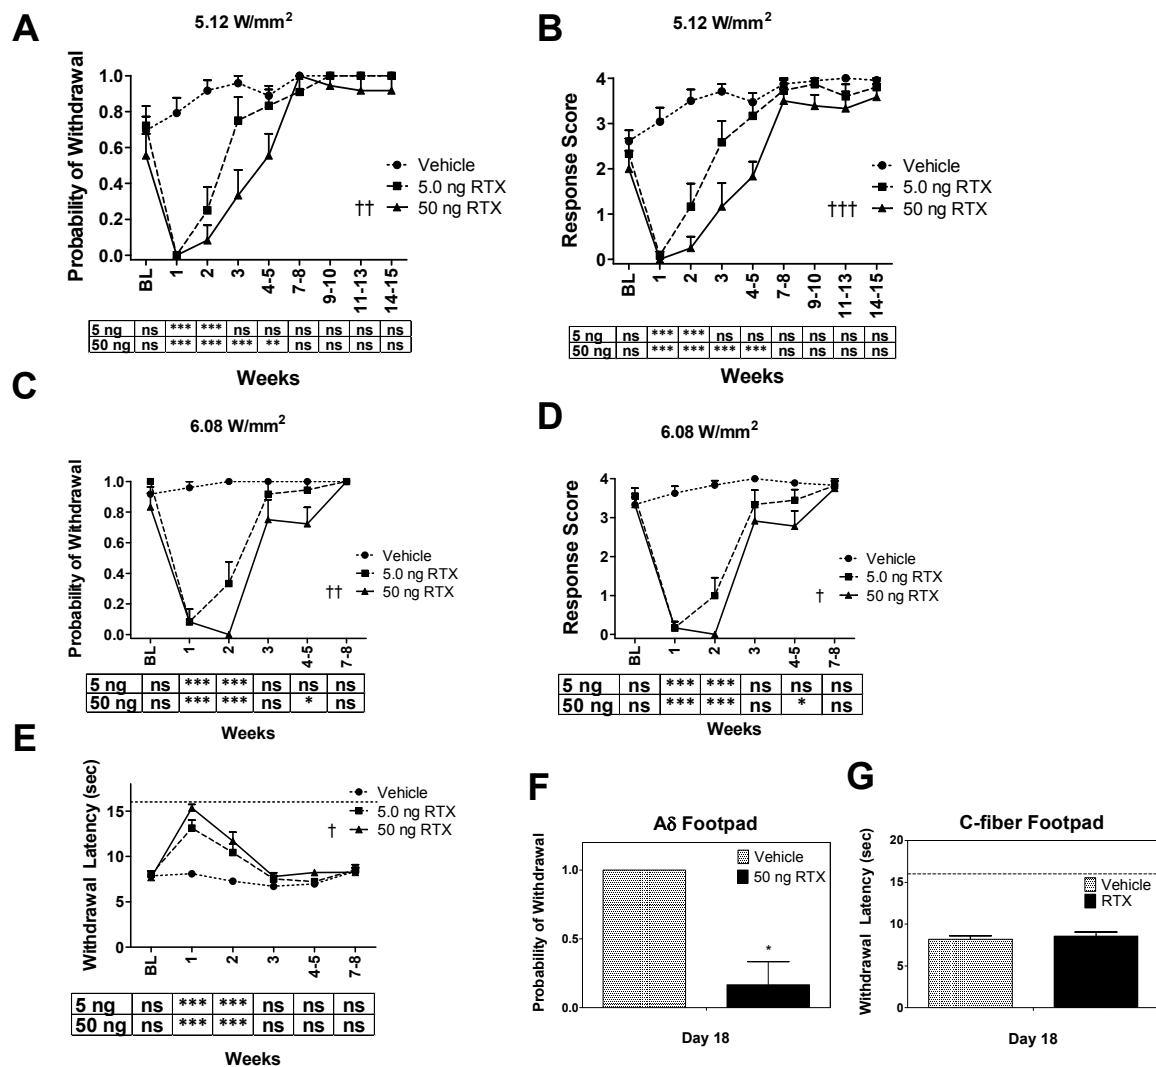 A
5.12 W/mm²
Probability of Withdrawal
1.0
0.8
0.6
0.4
0.2
0.0
Vehicle
5.0 ng RTX
†† 50 ng RTX
BL 1 2 3 4-5 7-8 9-10 11-13 14-15
5 ng ns *** *** ns ns ns ns ns ns
50 ng ns *** *** *** ** ns ns ns ns
Weeks
B
5.12 W/mm²
Response Score
4
3
2
1
0
Vehicle
5.0 ng RTX
††† 50 ng RTX
BL 1 2 3 4-5 7-8 9-10 11-13 14-15
5 ng ns *** *** ns ns ns ns ns ns
50 ng ns *** *** *** *** ns ns ns ns
Weeks
C
6.08 W/mm²
Probability of Withdrawal
1.0
0.8
0.6
0.4
0.2
0.0
Vehicle
5.0 ng RTX
†† 50 ng RTX
BL 1 2 3 4-5 7-8
5 ng ns *** *** ns ns ns
50 ng ns *** *** ns * ns
Weeks
D
6.08 W/mm²
Response Score
4
3
2
1
0
Vehicle
5.0 ng RTX
† 50 ng RTX
BL 1 2 3 4-5 7-8
5 ng ns *** *** ns ns ns
50 ng ns *** *** ns * ns
Weeks
E
Withdrawal Latency (sec)
15
10
5
0
Vehicle
5.0 ng RTX
† 50 ng RTX
BL 1 2 3 4-5 7-8
5 ng ns *** *** ns ns ns
50 ng ns *** *** ns ns ns
Weeks
F
Aδ Footpad
Probability of Withdrawal
1.0
0.5
0.0
Vehicle
50 ng RTX
*
Day 18
G
C-fiber Footpad
Withdrawal Latency (sec)
20
15
10
5
0
Vehicle
RTX
Day 18